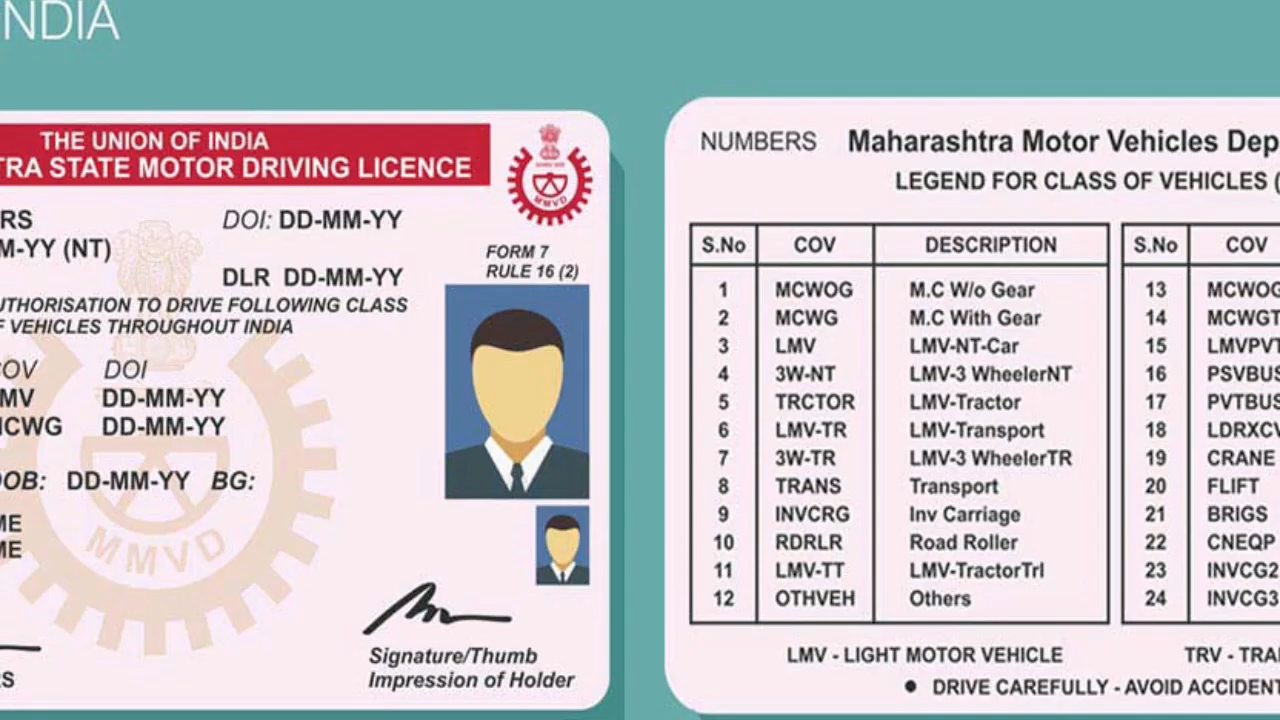 NDIA
THE UNION OF INDIA
TRA STATE MOTOR DRIVING LICENCE
MMVD
RS DOI: DD-MM-YY
M-YY (NT)
FORM 7
RULE 16 (2)
DLR DD-MM-YY
UTHORISATION TO DRIVE FOLLOWING CLASS
F VEHICLES THROUGHOUT INDIA
OV DOI
MV DD-MM-YY
MCWG DD-MM-YY
OB: DD-MM-YY BG:
ME
ME
MMVD
Signature/Thumb
Impression of Holder
RS
NUMBERS Maharashtra Motor Vehicles Dep
LEGEND FOR CLASS OF VEHICLES (
S.No COV DESCRIPTION S.No COV
1 MCWOG M.C W/o Gear 13 MCWOG
2 MCWG M.C With Gear 14 MCWGT
3 LMV LMV-NT-Car 15 LMVPVT
4 3W-NT LMV-3 WheelerNT 16 PSVBUS
5 TRCTOR LMV-Tractor 17 PVTBUS
6 LMV-TR LMV-Transport 18 LDRXCV
7 3W-TR LMV-3 WheelerTR 19 CRANE
8 TRANS Transport 20 FLIFT
9 INVCRG Inv Carriage 21 BRIGS
10 RDRLR Road Roller 22 CNEQP
11 LMV-TT LMV-TractorTrl 23 INVCG2
12 OTHVEH Others 24 INVCG3
LMV - LIGHT MOTOR VEHICLE TRV - TRA
● DRIVE CAREFULLY - AVOID ACCIDENT